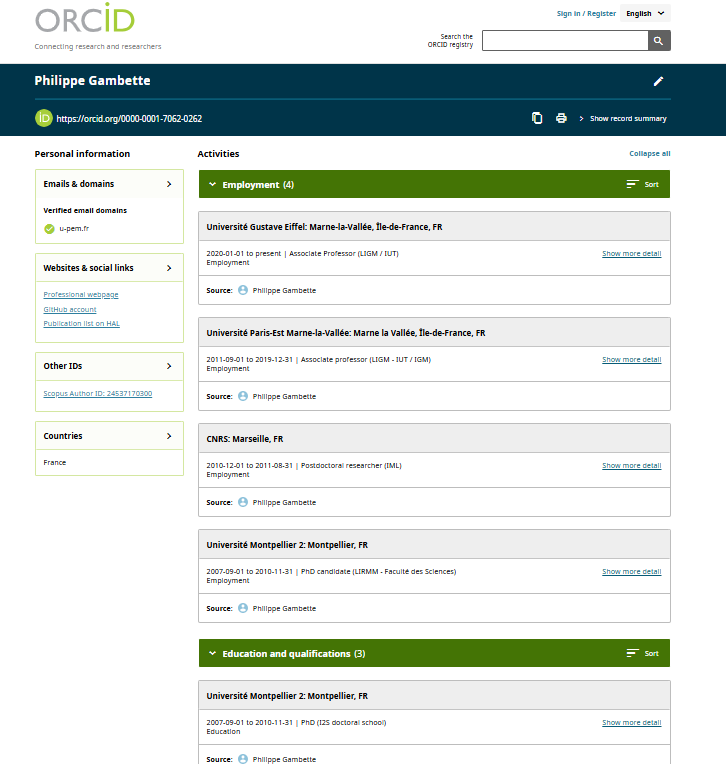 ORCiD
Connecting research and researchers
Sign in / Register
English
Search the
ORCID registry
Philippe Gambette
iD https://orcid.org/0000-0001-7062-0262
Show record summary
Personal information
Emails & domains
Verified email domains
u-pem.fr
Websites & social links
Professional webpage
GitHub account
Publication list on HAL
Other IDs
Scopus Author ID: 24537170300
Countries
France
Activities
Collapse all
Employment (4)
Sort
Université Gustave Eiffel: Marne-la-Vallée, Île-de-France, FR
2020-01-01 to present | Associate Professor (LIGM / IUT)
Show more detail
Employment
Source: Philippe Gambette
Université Paris-Est Marne-la-Vallée: Marne la Vallée, Île-de-France, FR
2011-09-01 to 2019-12-31 | Associate professor (LIGM - IUT / IGM)
Show more detail
Employment
Source: Philippe Gambette
CNRS: Marseille, FR
2010-12-01 to 2011-08-31 | Postdoctoral researcher (IML)
Show more detail
Employment
Source: Philippe Gambette
Université Montpellier 2: Montpellier, FR
2007-09-01 to 2010-11-31 | PhD candidate (LIRMM - Faculté des Sciences)
Show more detail
Employment
Source: Philippe Gambette
Education and qualifications (3)
Sort
Université Montpellier 2: Montpellier, FR
2007-09-01 to 2010-11-31 | PhD (I2S doctoral school)
Show more detail
Education
Source: Philippe Gambette